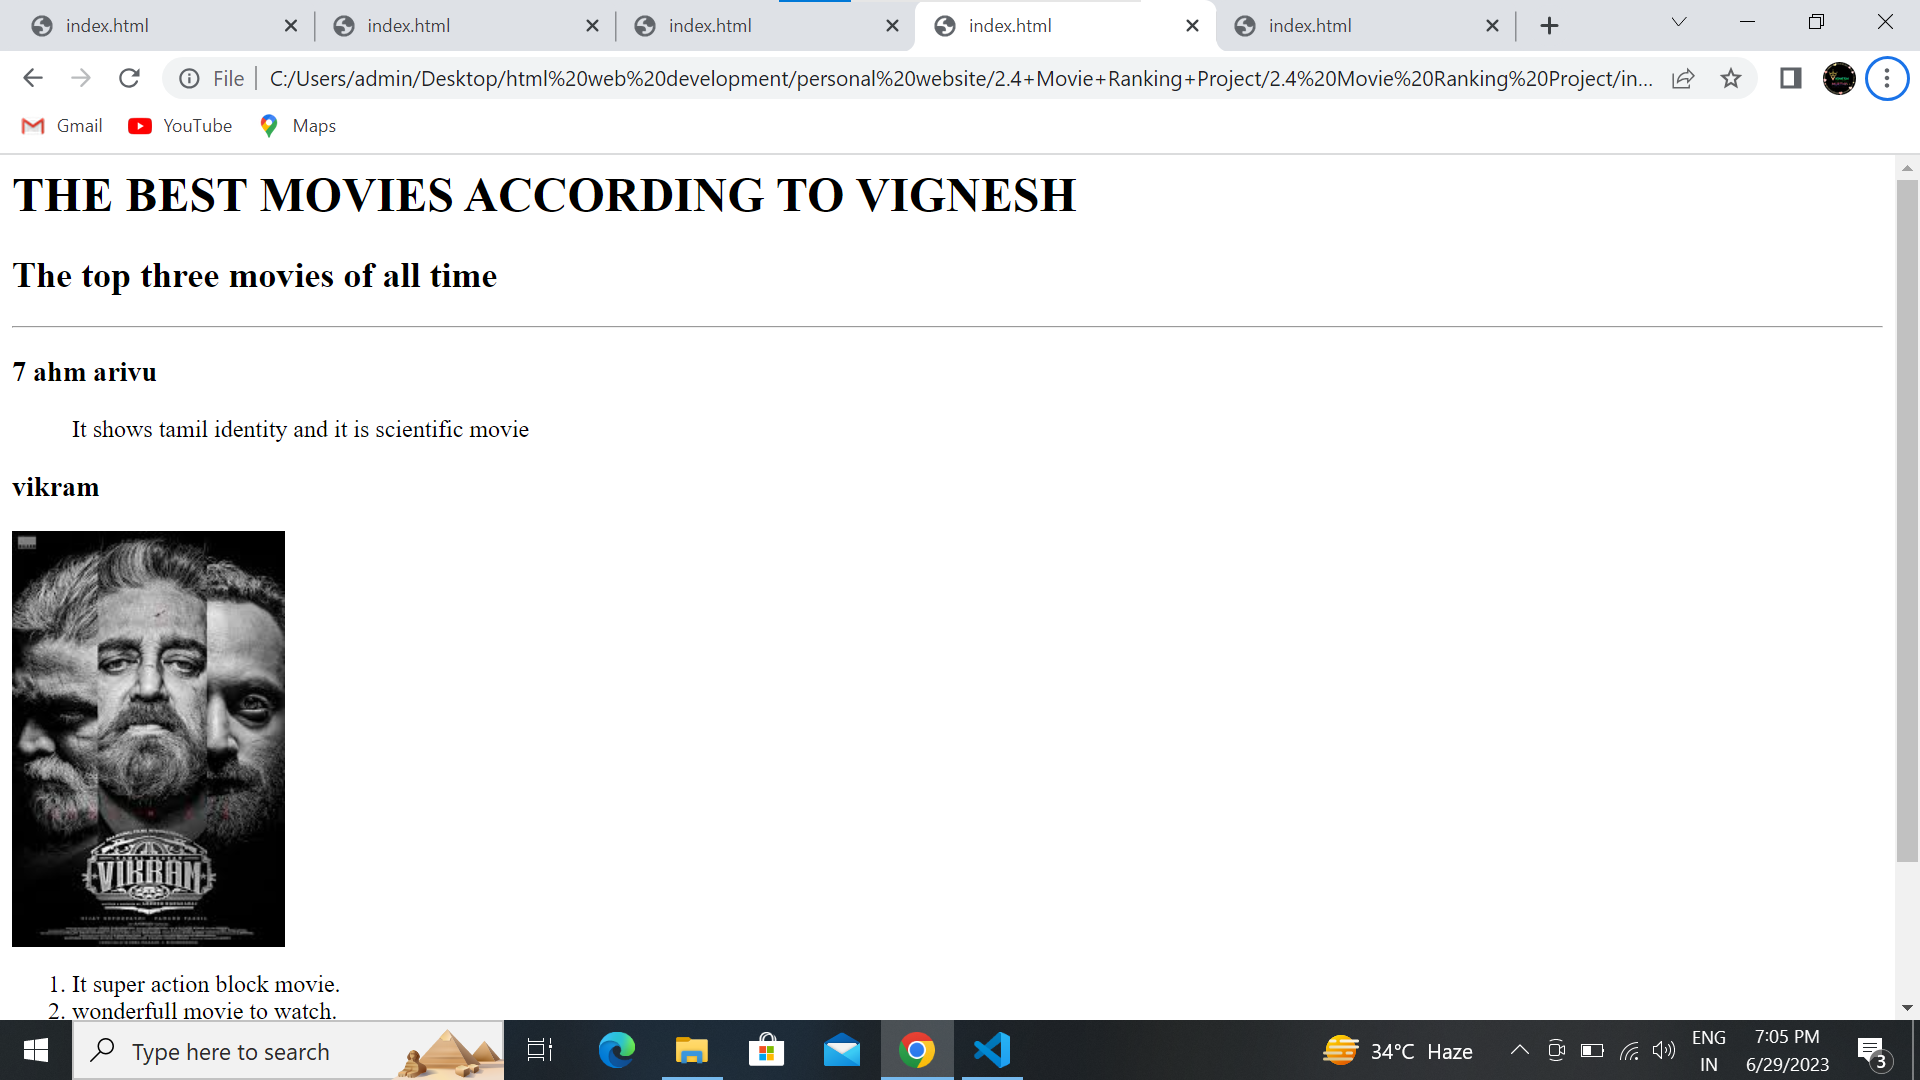 index.html
index.html
index.html
index.html
index.html
File
C:/Users/admin/Desktop/html%20web%20development/personal%20website/2.4+Movie+Ranking+Project/2.4%20Movie%20Ranking%20Project/in...
Gmail
YouTube
Maps
THE BEST MOVIES ACCORDING TO VIGNESH
The top three movies of all time
7 ahm arivu
It shows tamil identity and it is scientific movie
vikram
VIKRAM
1. It super action block movie.
2. wonderfull movie to watch.
Type here to search
34°C Haze
ENG
IN
7:05 PM
6/29/2023
3